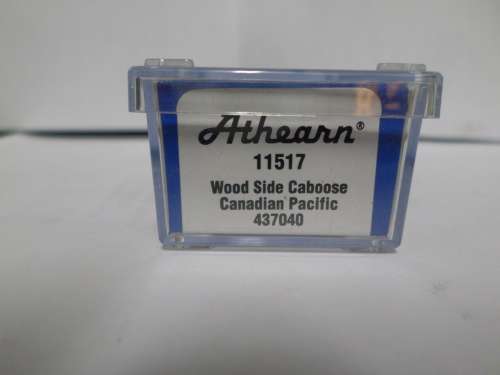 Athearn®
11517
Wood Side Caboose
Canadian Pacific
437040